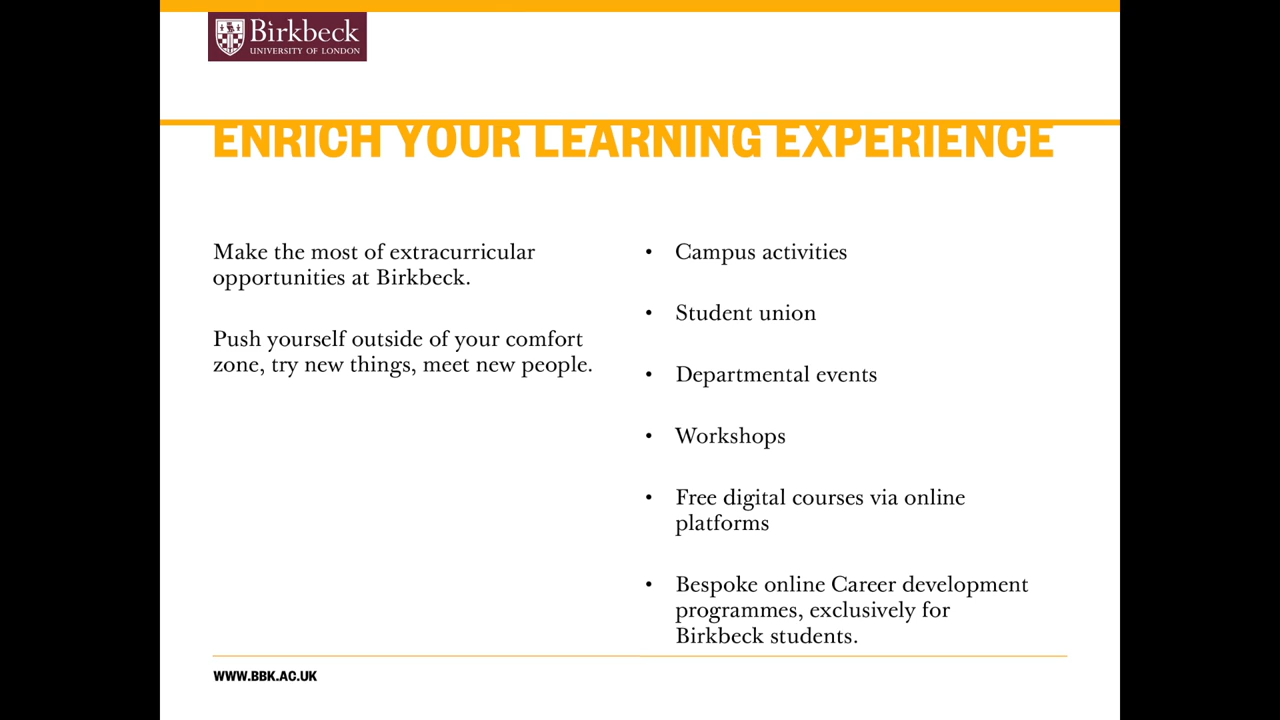 Birkbeck
UNIVERSITY OF LONDON
ENRICH YOUR LEARNING EXPERIENCE
Make the most of extracurricular
opportunities at Birkbeck.
Push yourself outside of your comfort
zone, try new things, meet new people.
• Campus activities
• Student union
• Departmental events
• Workshops
• Free digital courses via online
platforms
• Bespoke online Career development
programmes, exclusively for
Birkbeck students.
WWW.BBK.AC.UK